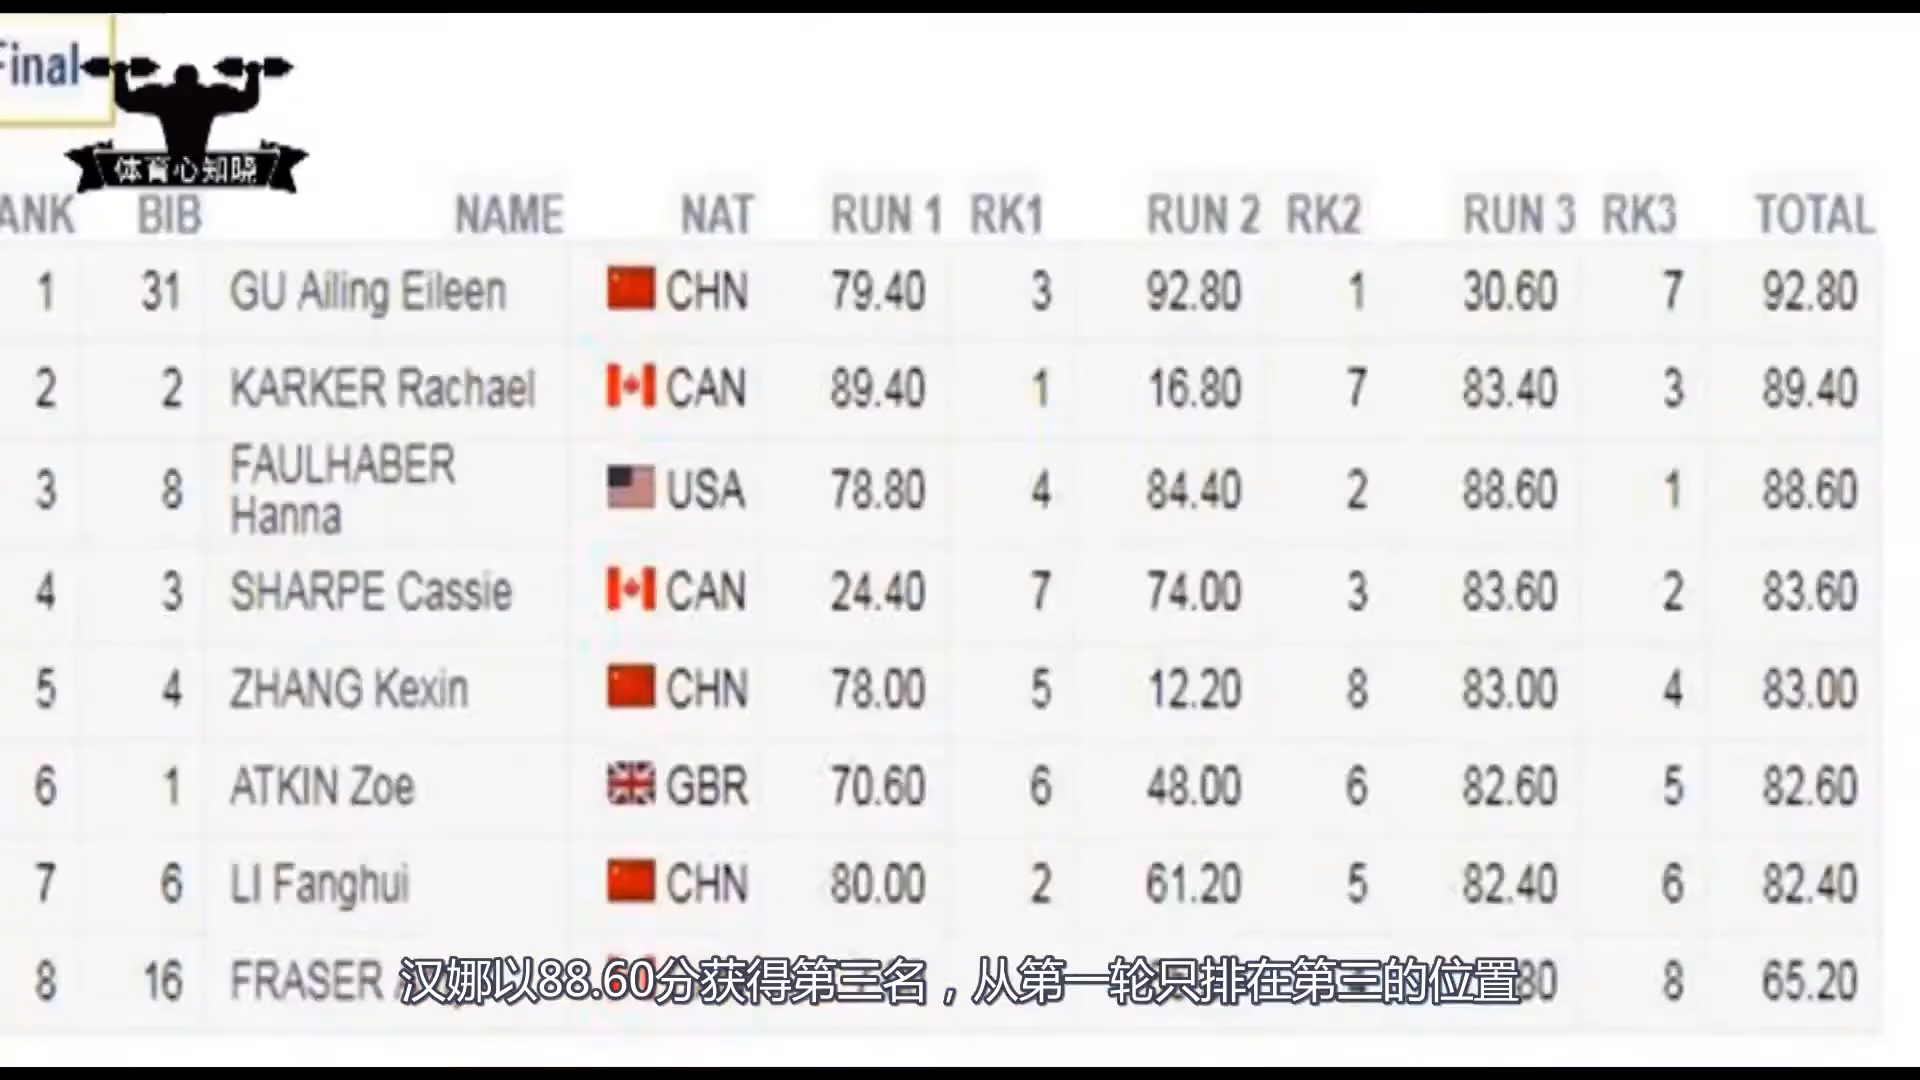 Final
体育心知晓
ANK BIB NAME NAT RUN 1 RK1 RUN 2 RK2 RUN 3 RK3 TOTAL
1 31 GU Ailing Eileen CHN 79.40 3 92.80 1 30.60 7 92.80
2 2 KARKER Rachael CAN 89.40 1 16.80 7 83.40 3 89.40
3 8 FAULHABER Hanna USA 78.80 4 84.40 2 88.60 1 88.60
4 3 SHARPE Cassie CAN 24.40 7 74.00 3 83.60 2 83.60
5 4 ZHANG Kexin CHN 78.00 5 12.20 8 83.00 4 83.00
6 1 ATKIN Zoe GBR 70.60 6 48.00 6 82.60 5 82.60
7 6 LI Fanghui CHN 80.00 2 61.20 5 82.40 6 82.40
8 16 FRASER 80 8 65.20
汉娜以88.60分获得第三名，从第一轮只排在第三的位置